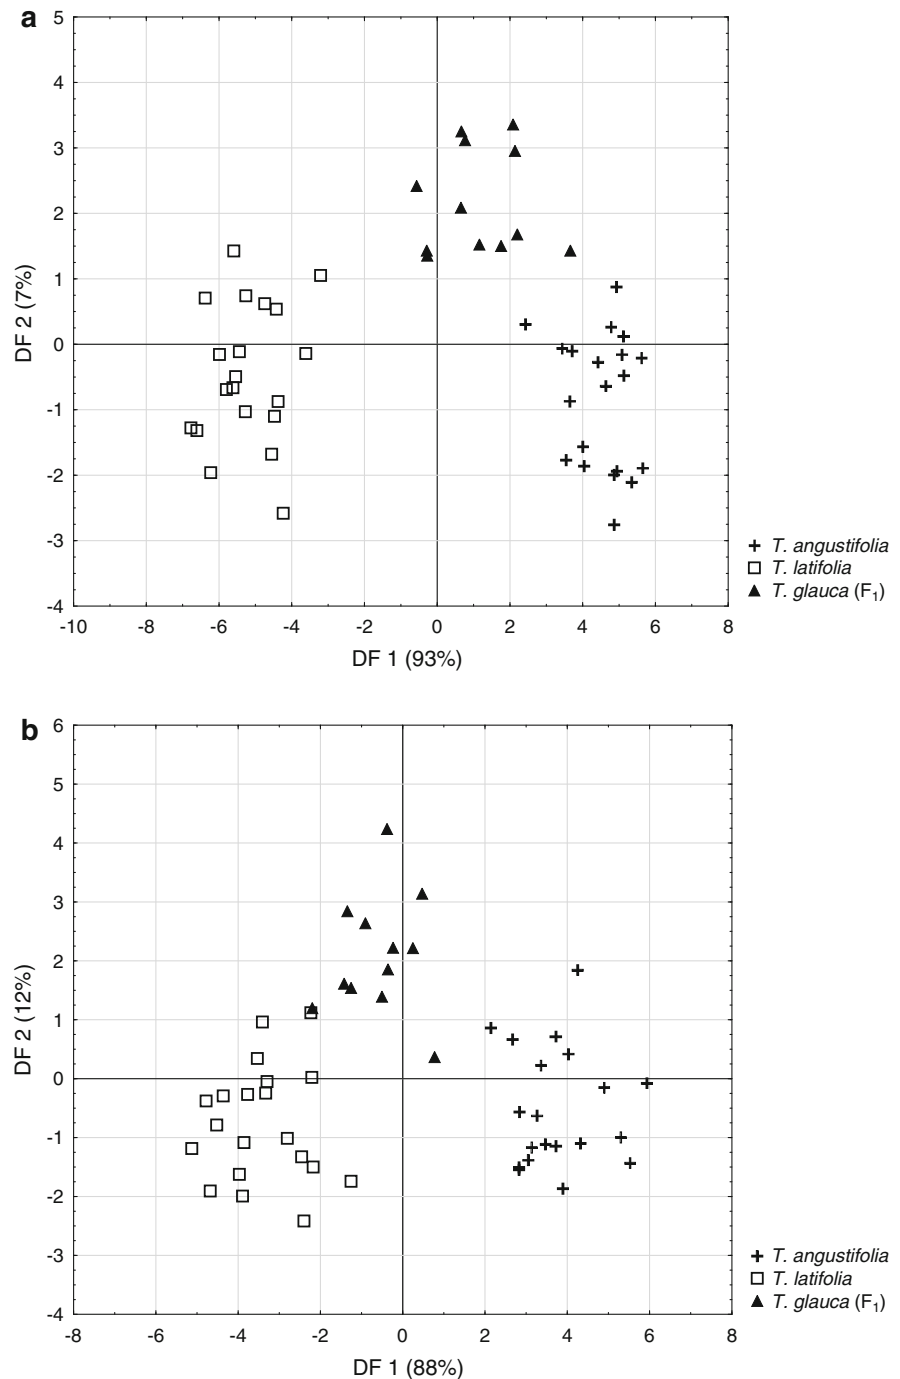 a
5
4
3
2
1
0
-1
-2
-3
-4
DF 2 (7%)
-10 -8 -6 -4 -2 0 2 4 6 8
DF 1 (93%)
T. angustifolia
T. latifolia
T. glauca (F₁)
b
6
5
4
3
2
1
0
-1
-2
-3
-4
DF 2 (12%)
-8 -6 -4 -2 0 2 4 6 8
DF 1 (88%)
T. angustifolia
T. latifolia
T. glauca (F₁)